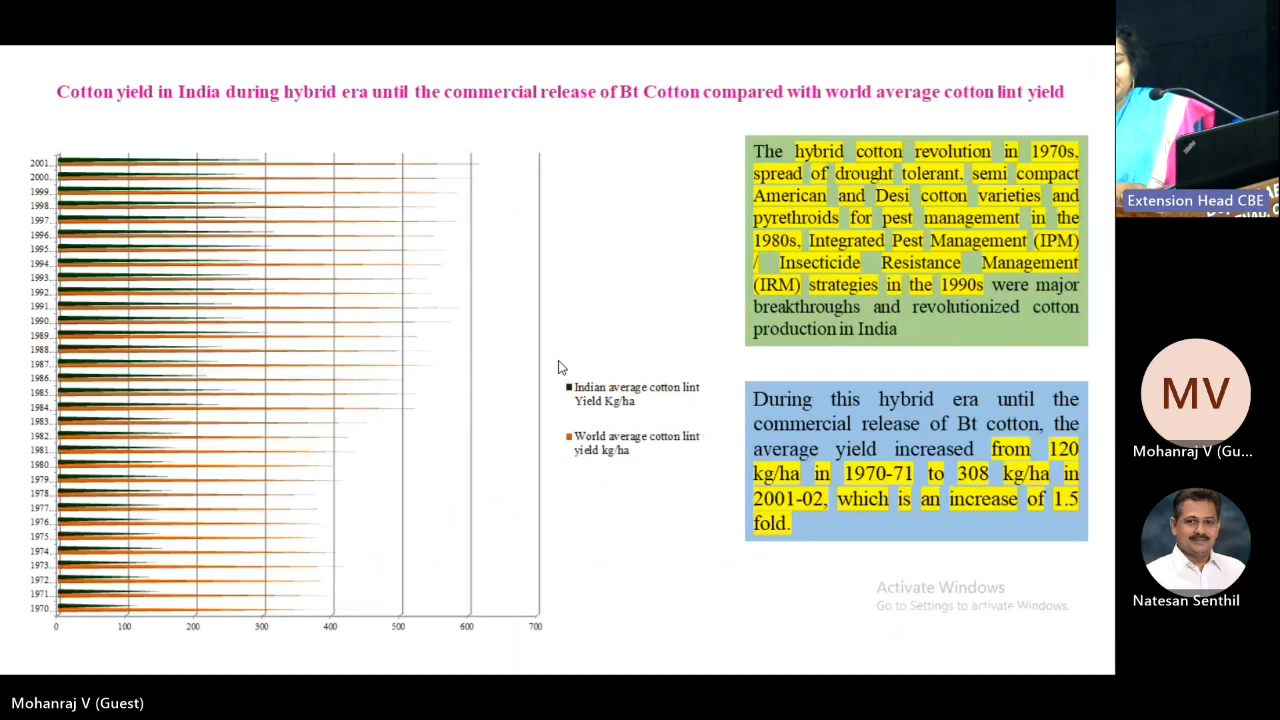 Cotton yield in India during hybrid era until the commercial release of Bt Cotton compared with world average cotton lint yield
2001...
2000...
1999...
1998...
1997...
1996...
1995...
1994...
1993...
1992...
1991...
1990...
1989...
1988...
1987...
1986...
1985...
1984...
1983...
1982...
1981...
1980...
1979...
1978...
1977...
1976...
1975...
1974...
1973...
1972...
1971...
1970...
0 100 200 300 400 500 600 700
Indian average cotton lint
Yield Kg/ha
World average cotton lint
yield kg/ha
The hybrid cotton revolution in 1970s,
spread of drought tolerant, semi compact
American and Desi cotton varieties and
pyrethroids for pest management in the
1980s, Integrated Pest Management (IPM)
/ Insecticide Resistance Management
(IRM) strategies in the 1990s were major
breakthroughs and revolutionized cotton
production in India
During this hybrid era until the
commercial release of Bt cotton, the
average yield increased from 120
kg/ha in 1970-71 to 308 kg/ha in
2001-02, which is an increase of 1.5
fold.
Activate Windows
Go to Settings to activate Windows.
Extension Head CBE
MV
Mohanraj V (Gu...
Natesan Senthil
Mohanraj V (Guest)